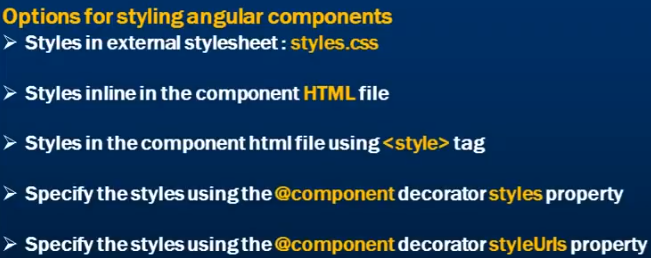 Options for styling angular components
➢ Styles in external stylesheet : styles.css
➢ Styles inline in the component HTML file
➢ Styles in the component html file using <style> tag
➢ Specify the styles using the @component decorator styles property
➢ Specify the styles using the @component decorator styleUrls property